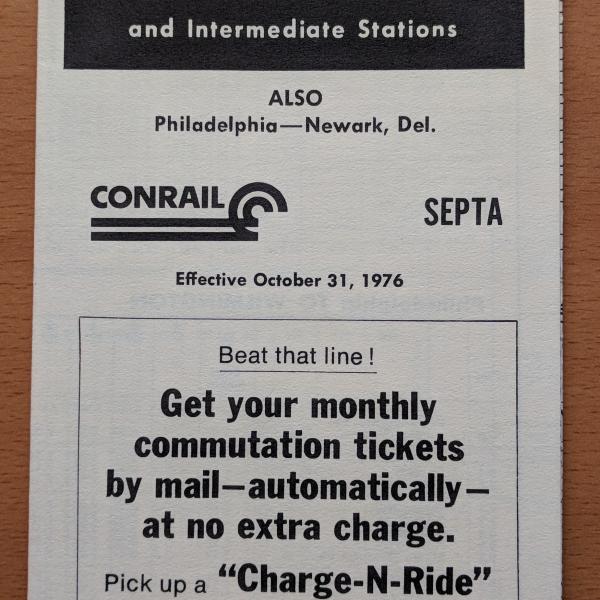 and Intermediate Stations
ALSO
Philadelphia—Newark, Del.
CONRAIL
SEPTA
Effective October 31, 1976
Beat that line!
Get your monthly
commutation tickets
by mail—automatically—
at no extra charge.
Pick up a "Charge-N-Ride"